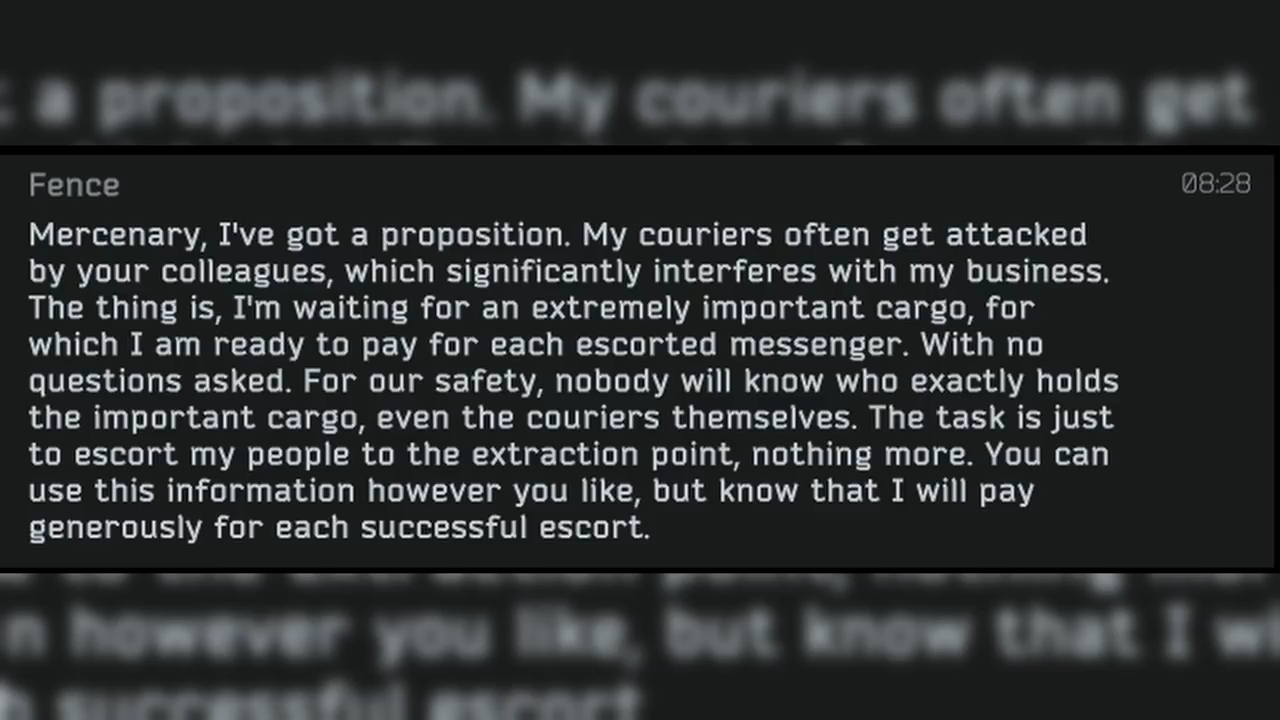 t a proposition. My couriers often get
Fence 08:28
Mercenary, I've got a proposition. My couriers often get attacked
by your colleagues, which significantly interferes with my business.
The thing is, I'm waiting for an extremely important cargo, for
which I am ready to pay for each escorted messenger. With no
questions asked. For our safety, nobody will know who exactly holds
the important cargo, even the couriers themselves. The task is just
to escort my people to the extraction point, nothing more. You can
use this information however you like, but know that I will pay
generously for each successful escort.
n however you like, but know that I wi
h successful escort